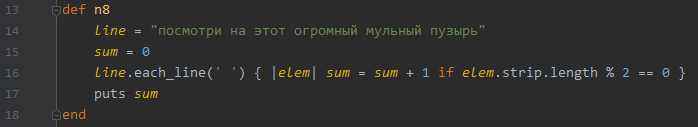 13 def n8
14 line = "посмотри на этот огромный мульный пузырь"
15 sum = 0
16 line.each_line(' ') { |elem| sum = sum + 1 if elem.strip.length % 2 == 0 }
17 puts sum
18 end